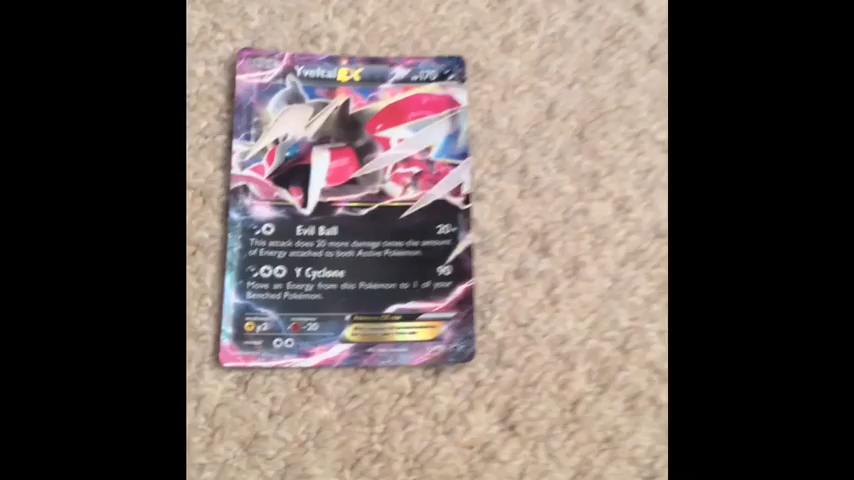 Yveltal EX HP170
Evil Ball 20+
This attack does 20 more damage times the amount
of Energy attached to both Active Pokémon.
Y Cyclone 90
Move an Energy from this Pokémon to 1 of your
Benched Pokémon.
×2 -20